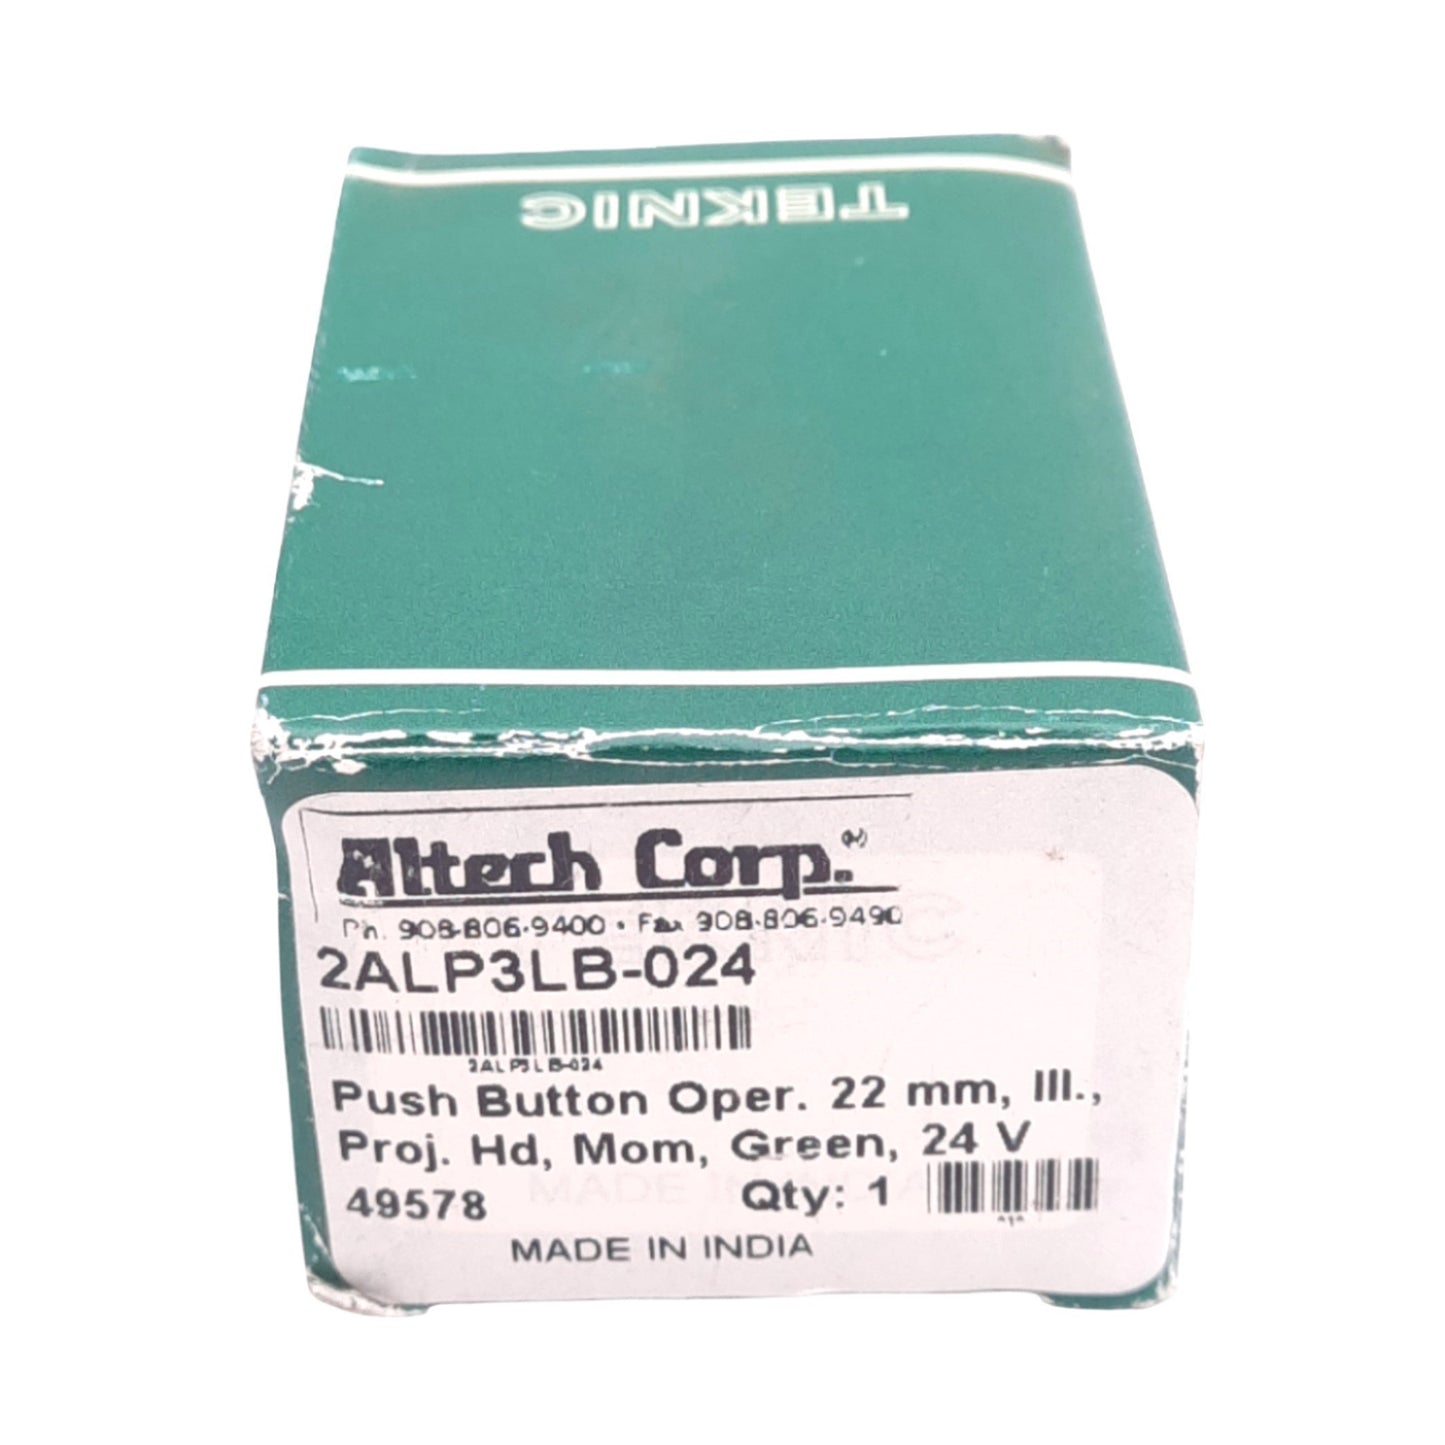 TEKNIC
Altech Corp.®
Ph. 908-806-9400 • Fax 908-806-9490
2ALP3LB-024
2ALP3LB-024
Push Button Oper. 22 mm, Ill.,
Proj. Hd, Mom, Green, 24 V
49578 Qty: 1
MADE IN INDIA